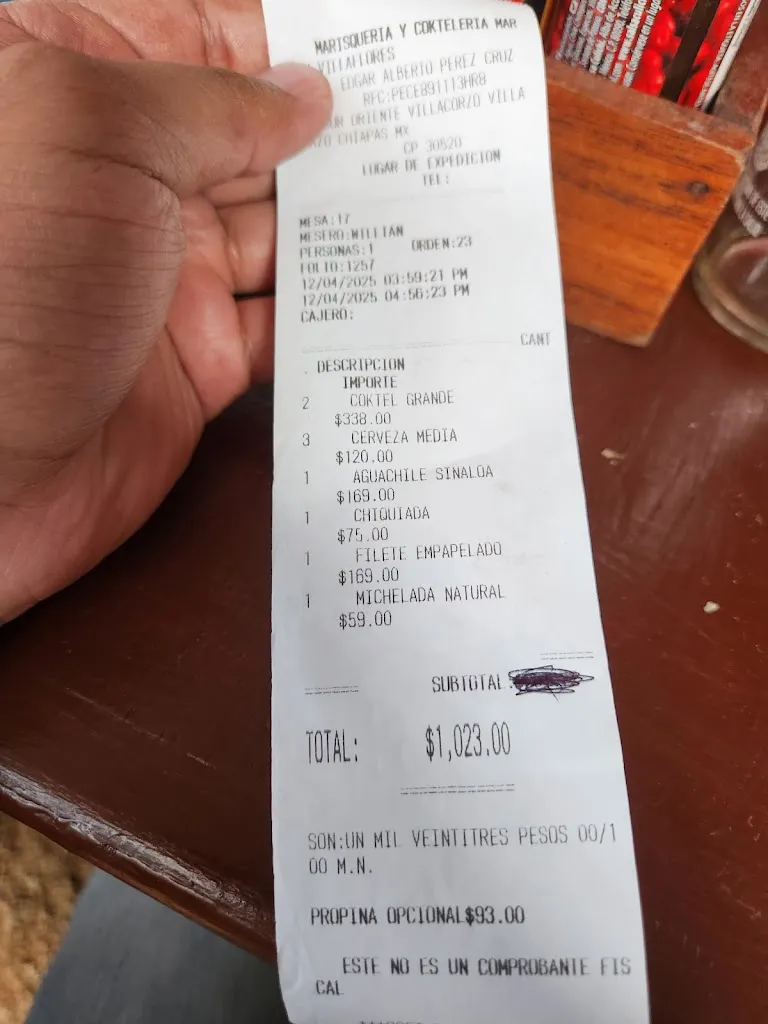 MARISQUERIA Y COKTELERIA MAR
VILLAFLORES
EDGAR ALBERTO PEREZ CRUZ
RFC:PECE891113HR8
UR ORIENTE VILLACORZO VILLA
ZO CHIAPAS MX
CP 30520
LUGAR DE EXPEDICION
TEL:
MESA:17
MESERO:WILLIAN
PERSONAS:1 ORDEN:23
FOLIO:1257
12/04/2025 03:59:21 PM
12/04/2025 04:56:23 PM
CAJERO:
CANT
DESCRIPCION
IMPORTE
2 COKTEL GRANDE
$338.00
3 CERVEZA MEDIA
$120.00
1 AGUACHILE SINALOA
$169.00
1 CHIQUIADA
$75.00
1 FILETE EMPAPELADO
$169.00
1 MICHELADA NATURAL
$59.00
SUBTOTAL:
TOTAL: $1,023.00
SON:UN MIL VEINTITRES PESOS 00/1
00 M.N.
PROPINA OPCIONAL$93.00
ESTE NO ES UN COMPROBANTE FIS
CAL